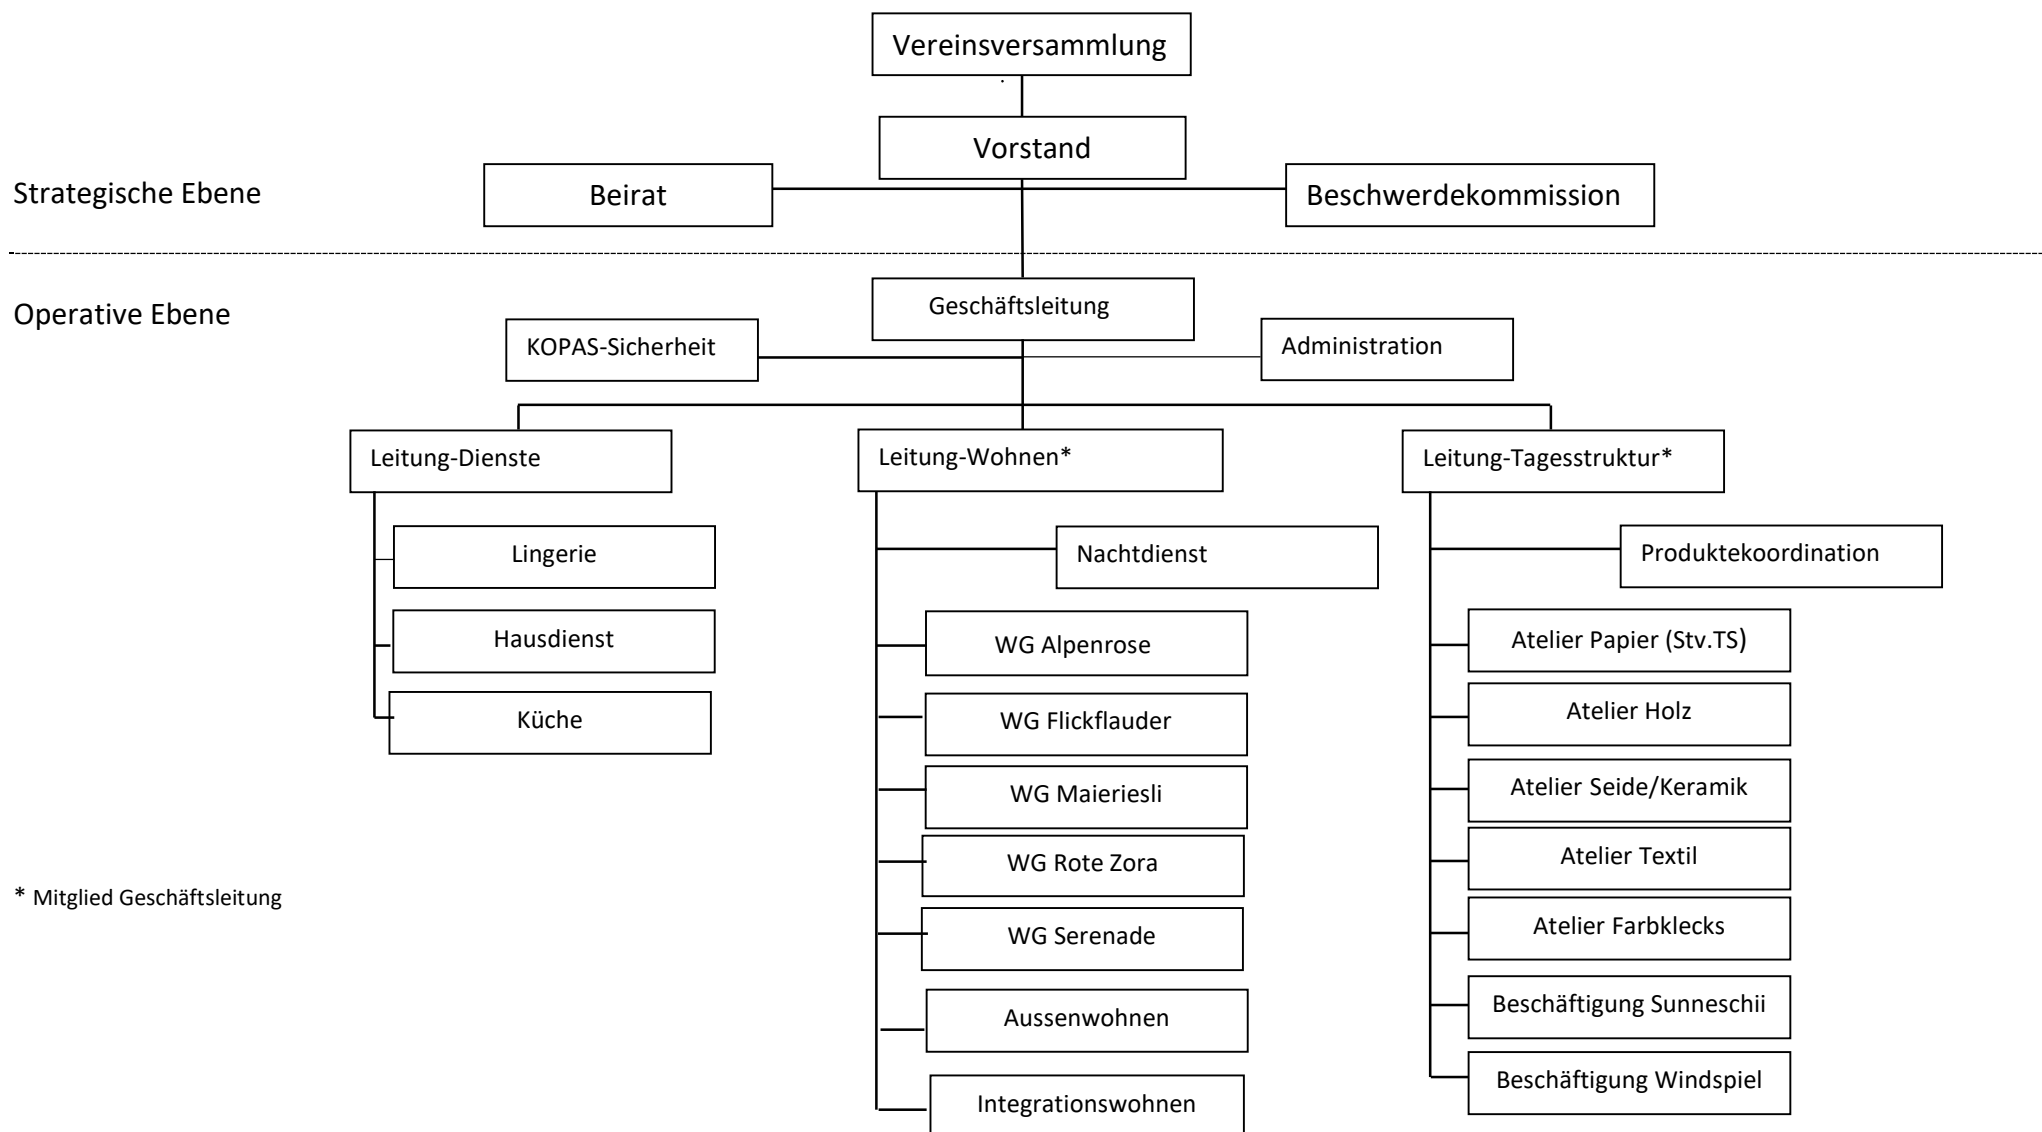 Vereinsversammlung
Vorstand
Strategische Ebene
Beirat
Beschwerdekommission
Operative Ebene
Geschäftsleitung
KOPAS-Sicherheit
Administration
Leitung-Dienste
Lingerie
Hausdienst
Küche
Leitung-Wohnen*
Nachtdienst
WG Alpenrose
WG Flickflauder
WG Maieriesli
WG Rote Zora
WG Serenade
Aussenwohnen
Integrationswohnen
Leitung-Tagesstruktur*
Produktekoordination
Atelier Papier (Stv.TS)
Atelier Holz
Atelier Seide/Keramik
Atelier Textil
Atelier Farbklecks
Beschäftigung Sunneschii
Beschäftigung Windspiel
* Mitglied Geschäftsleitung